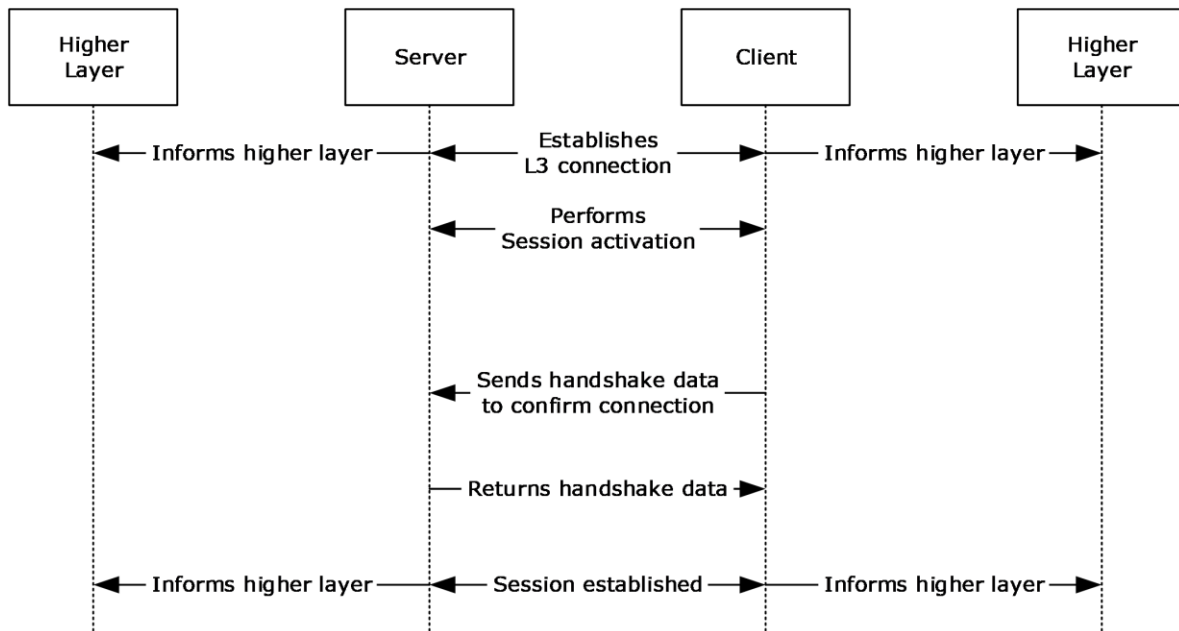 Higher
Layer
Server
Client
Higher
Layer
Informs higher layer
Establishes
L3 connection
Informs higher layer
Performs
Session activation
Sends handshake data
to confirm connection
Returns handshake data
Informs higher layer
Session established
Informs higher layer